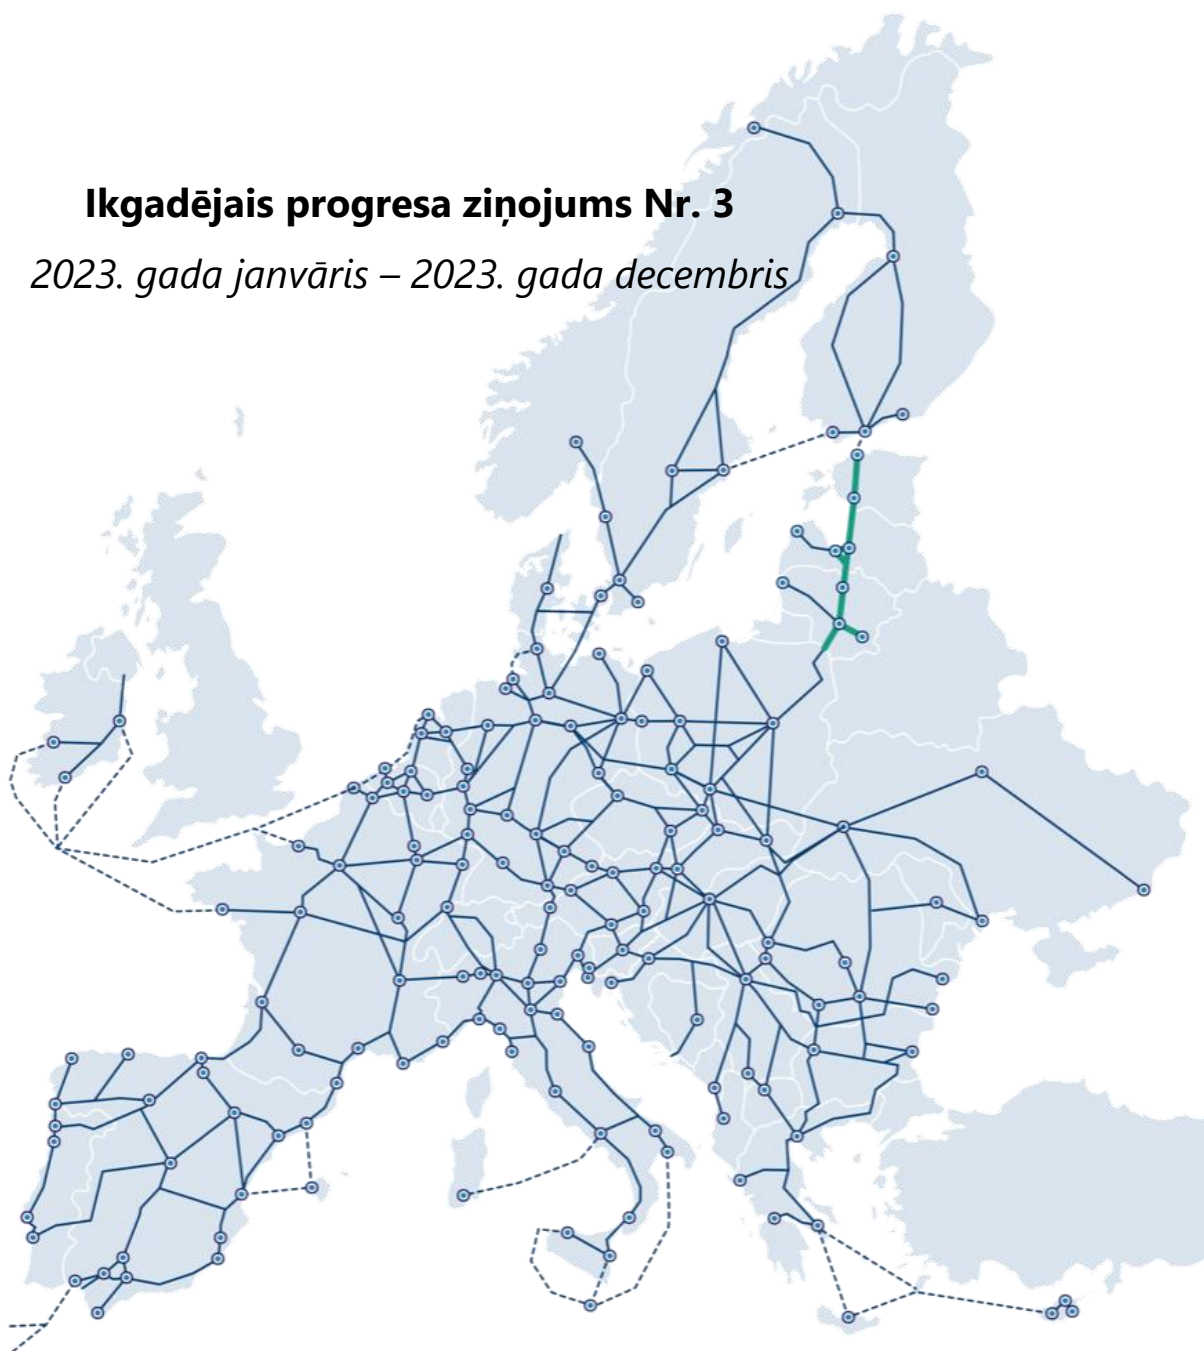 Ikgadējais progresa ziņojums Nr. 3
2023. gada janvāris – 2023. gada decembris